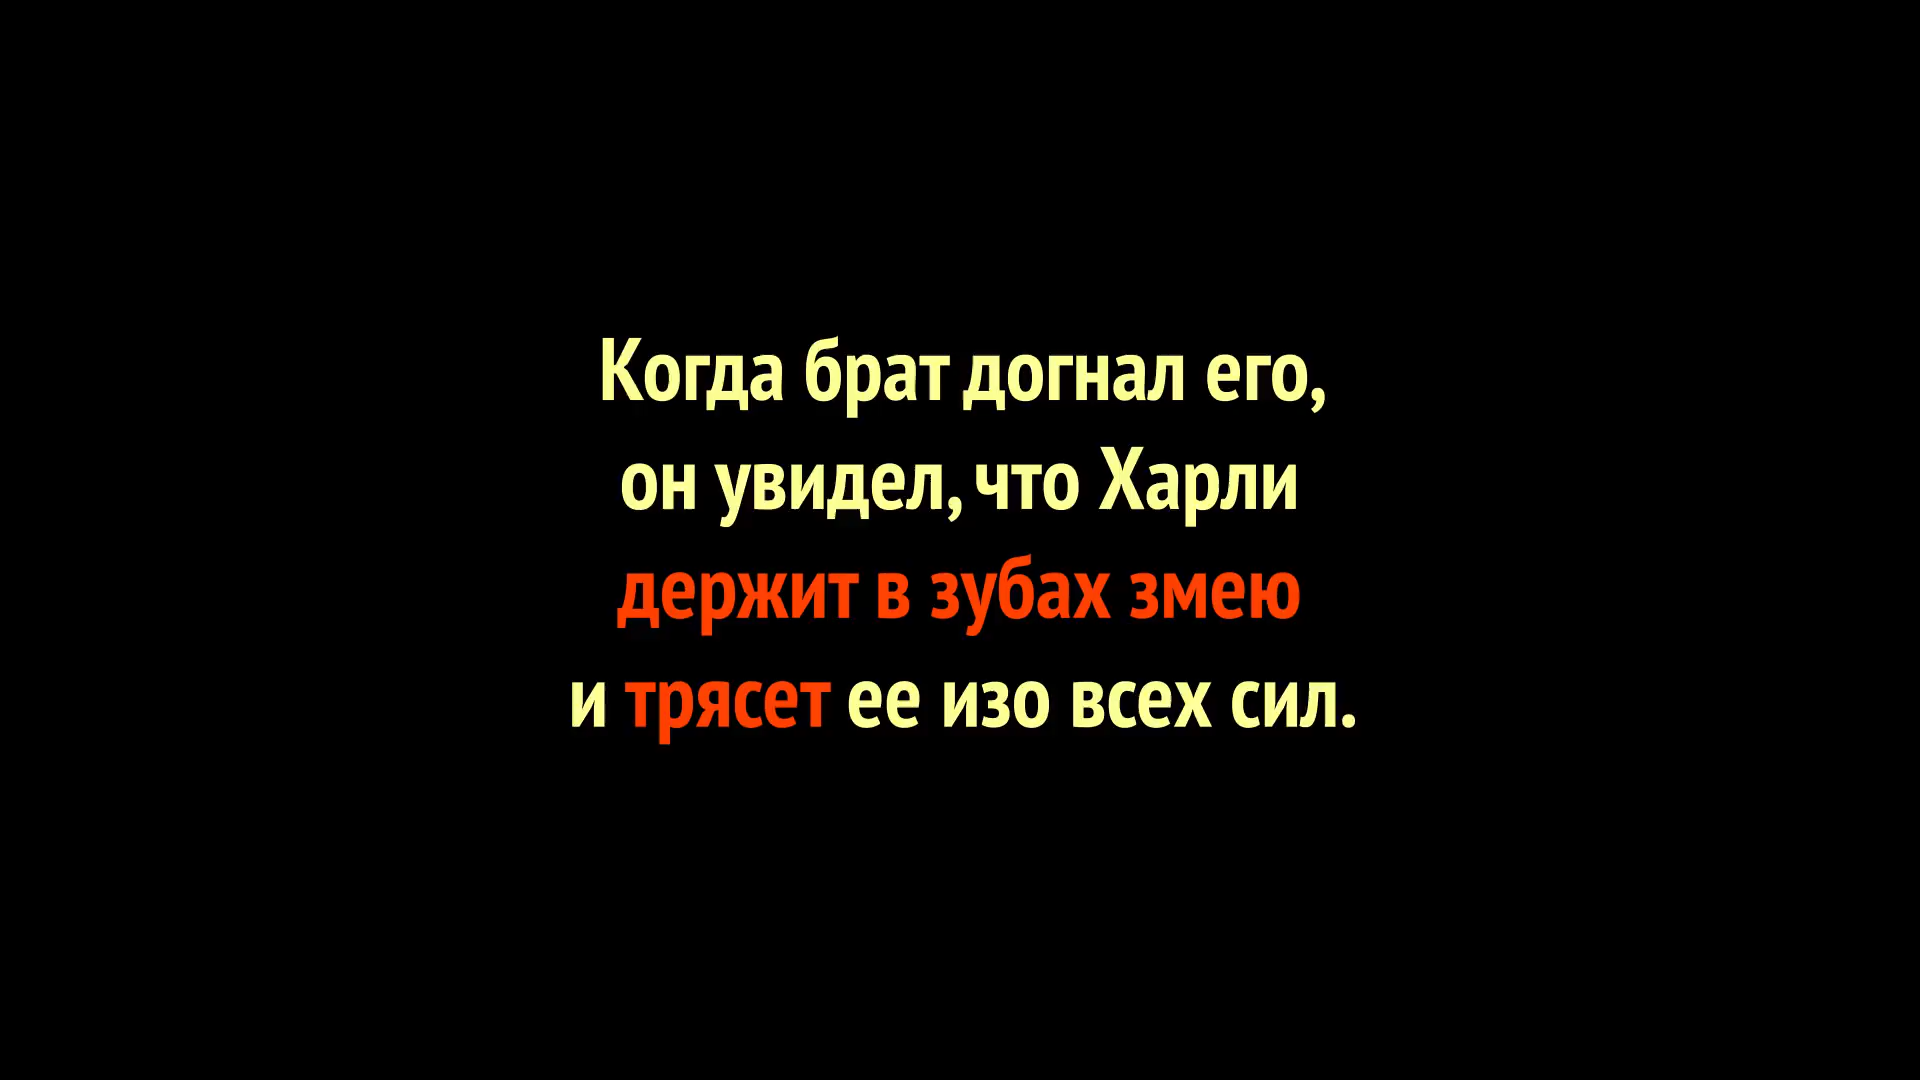 Когда брат догнал его,
он увидел, что Харли
держит в зубах змею
и трясет ее изо всех сил.